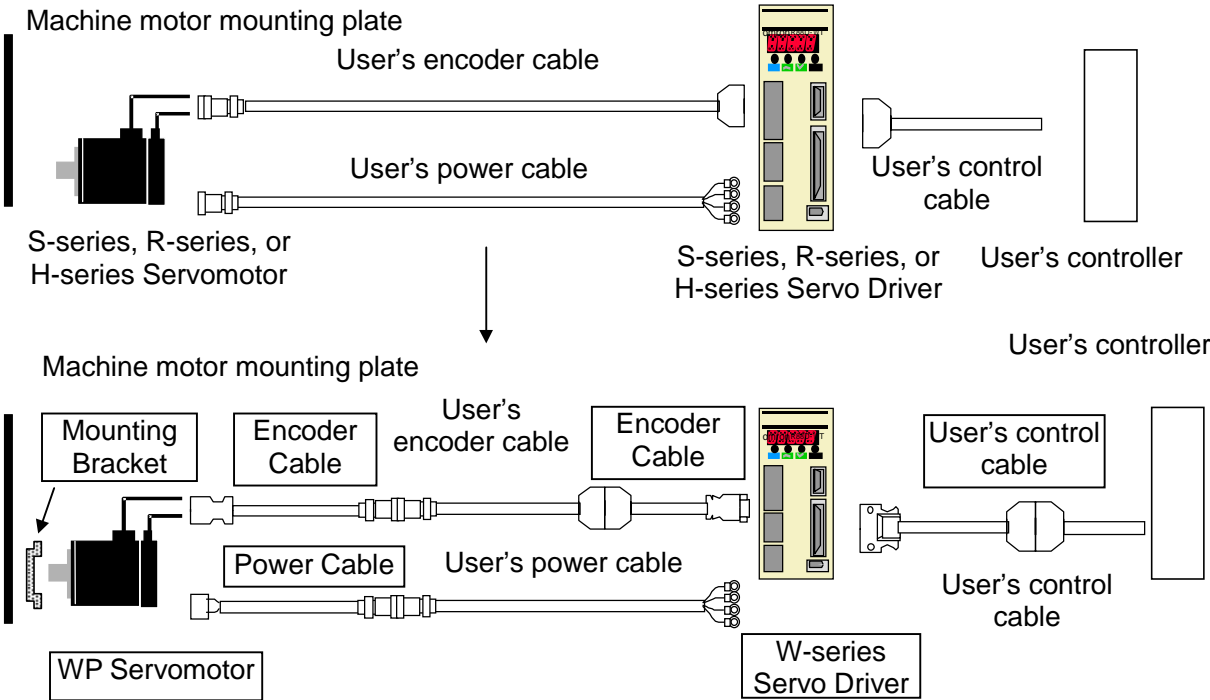 Machine motor mounting plate
User's encoder cable
User's power cable
User's control
cable
S-series, R-series, or
H-series Servomotor
S-series, R-series, or
H-series Servo Driver
User's controller
User's controller
Machine motor mounting plate
Mounting
Bracket
Encoder
Cable
User's
encoder cable
Encoder
Cable
User's control
cable
Power Cable
User's power cable
User's control
cable
WP Servomotor
W-series
Servo Driver